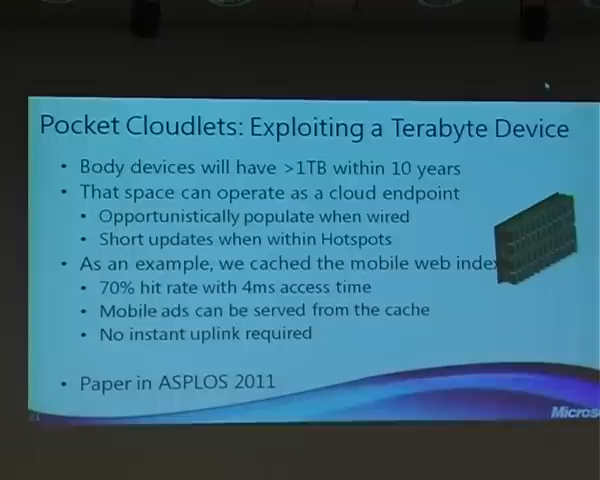 Pocket Cloudlets: Exploiting a Terabyte Device
• Body devices will have >1TB within 10 years
• That space can operate as a cloud endpoint
• Opportunistically populate when wired
• Short updates when within Hotspots
• As an example, we cached the mobile web index
• 70% hit rate with 4ms access time
• Mobile ads can be served from the cache
• No instant uplink required
• Paper in ASPLOS 2011
Micros